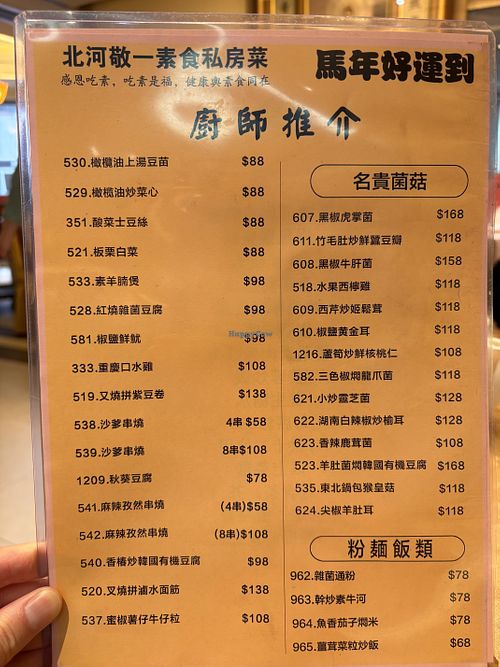 北河敬一素食私房菜
感恩吃素，吃素是福，健康與素食同在
馬年好運到
廚師推介
530.橄欖油上湯豆苗 $88
529.橄榄油炒菜心 $88
351.酸菜士豆絲 $88
521.板栗白菜 $88
533.素羊腩煲 $98
528.紅燒雜菌豆腐 $98
581.椒鹽鮮魷 $98
333.重慶口水雞 $108
519.叉燒拼紫豆卷 $138
538.沙爹串燒 4串 $58
539.沙爹串燒 8串$108
1209.秋葵豆腐 $78
541.麻辣孜然串燒 (4串)$58
542.麻辣孜然串燒 (8串)$108
540.香椿炒韓國有機豆腐 $98
520.叉燒拼滷水面筋 $138
537.蜜椒薯仔牛仔粒 $108
名貴菌菇
607.黑椒虎掌菌 $168
611.竹毛肚炒鮮蠶豆瓣 $118
608.黑椒牛肝菌 $158
518.水果西檸雞 $118
609.西芹炒姬鬆茸 $118
610.椒鹽黄金耳 $118
1216.蘆筍炒鮮核桃仁 $108
582.三色椒燜龍爪菌 $118
621.小炒靈芝菌 $128
622.湖南白辣椒炒榆耳 $128
623.香辣鹿茸菌 $108
523.羊肚菌燜韓國有機豆腐 $168
535.東北鍋包猴皇菇 $118
624.尖椒羊肚耳 $118
粉麵飯類
962.雜菌通粉 $78
963.幹炒素牛河 $78
964.魚香茄子燜米 $78
965.薑茸菜粒炒飯 $68
HappyCow